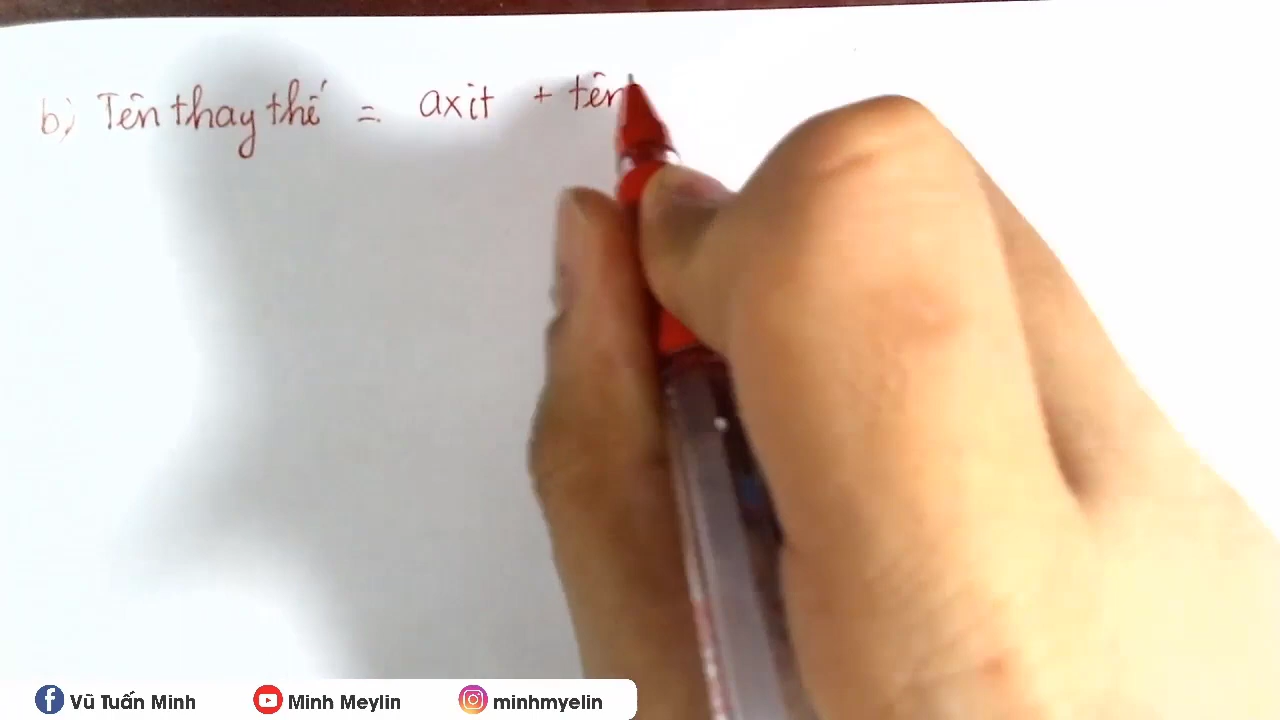 b) Tên thay thế = axit + tên
Vũ Tuấn Minh Minh Meylin minhmyelin